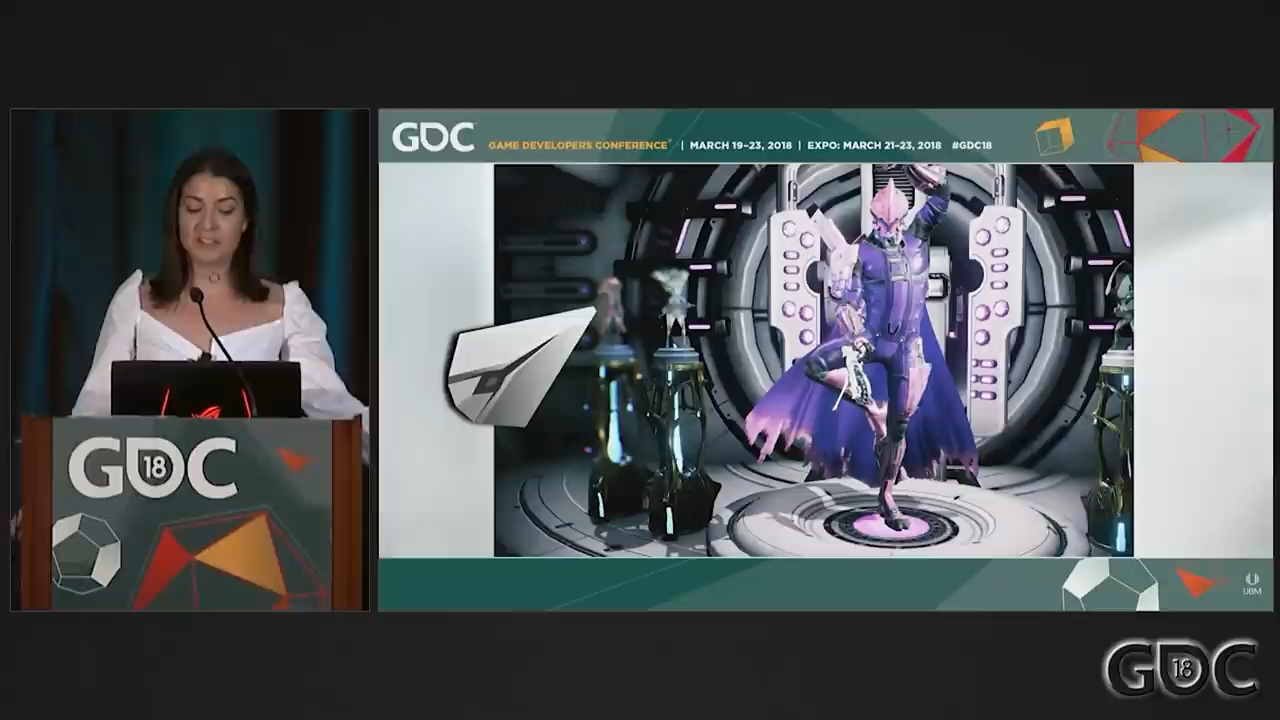 GDC
GAME DEVELOPERS CONFERENCE® | MARCH 19–23, 2018 | EXPO: MARCH 21–23, 2018 #GDC18
GDC
18
UBM
GDC
18